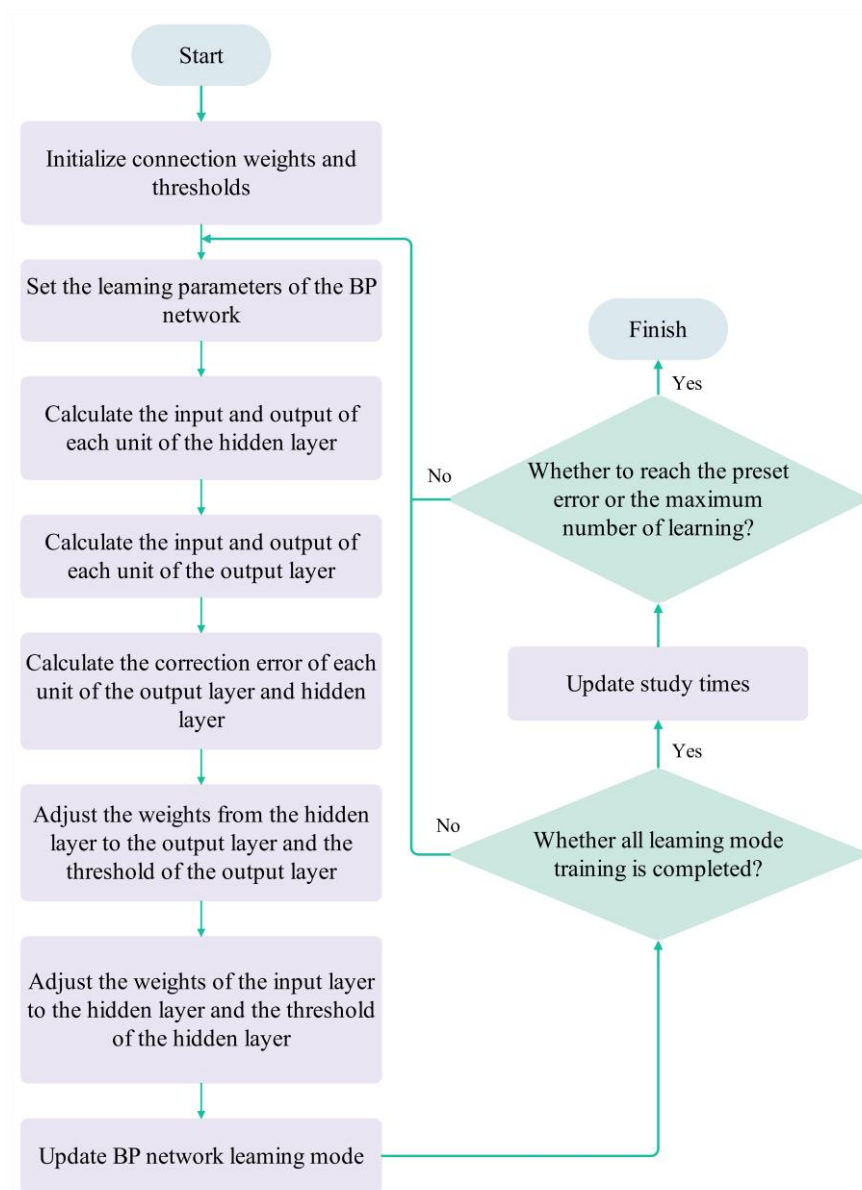 Start
Initialize connection weights and
thresholds
Set the learning parameters of the BP
network
Calculate the input and output of
each unit of the hidden layer
Calculate the input and output of
each unit of the output layer
Calculate the correction error of each
unit of the output layer and hidden
layer
Adjust the weights from the hidden
layer to the output layer and the
threshold of the output layer
Adjust the weights of the input layer
to the hidden layer and the threshold
of the hidden layer
Update BP network learning mode
Finish
Yes
No
Whether to reach the preset
error or the maximum
number of learning?
Update study times
Yes
No
Whether all learning mode
training is completed?